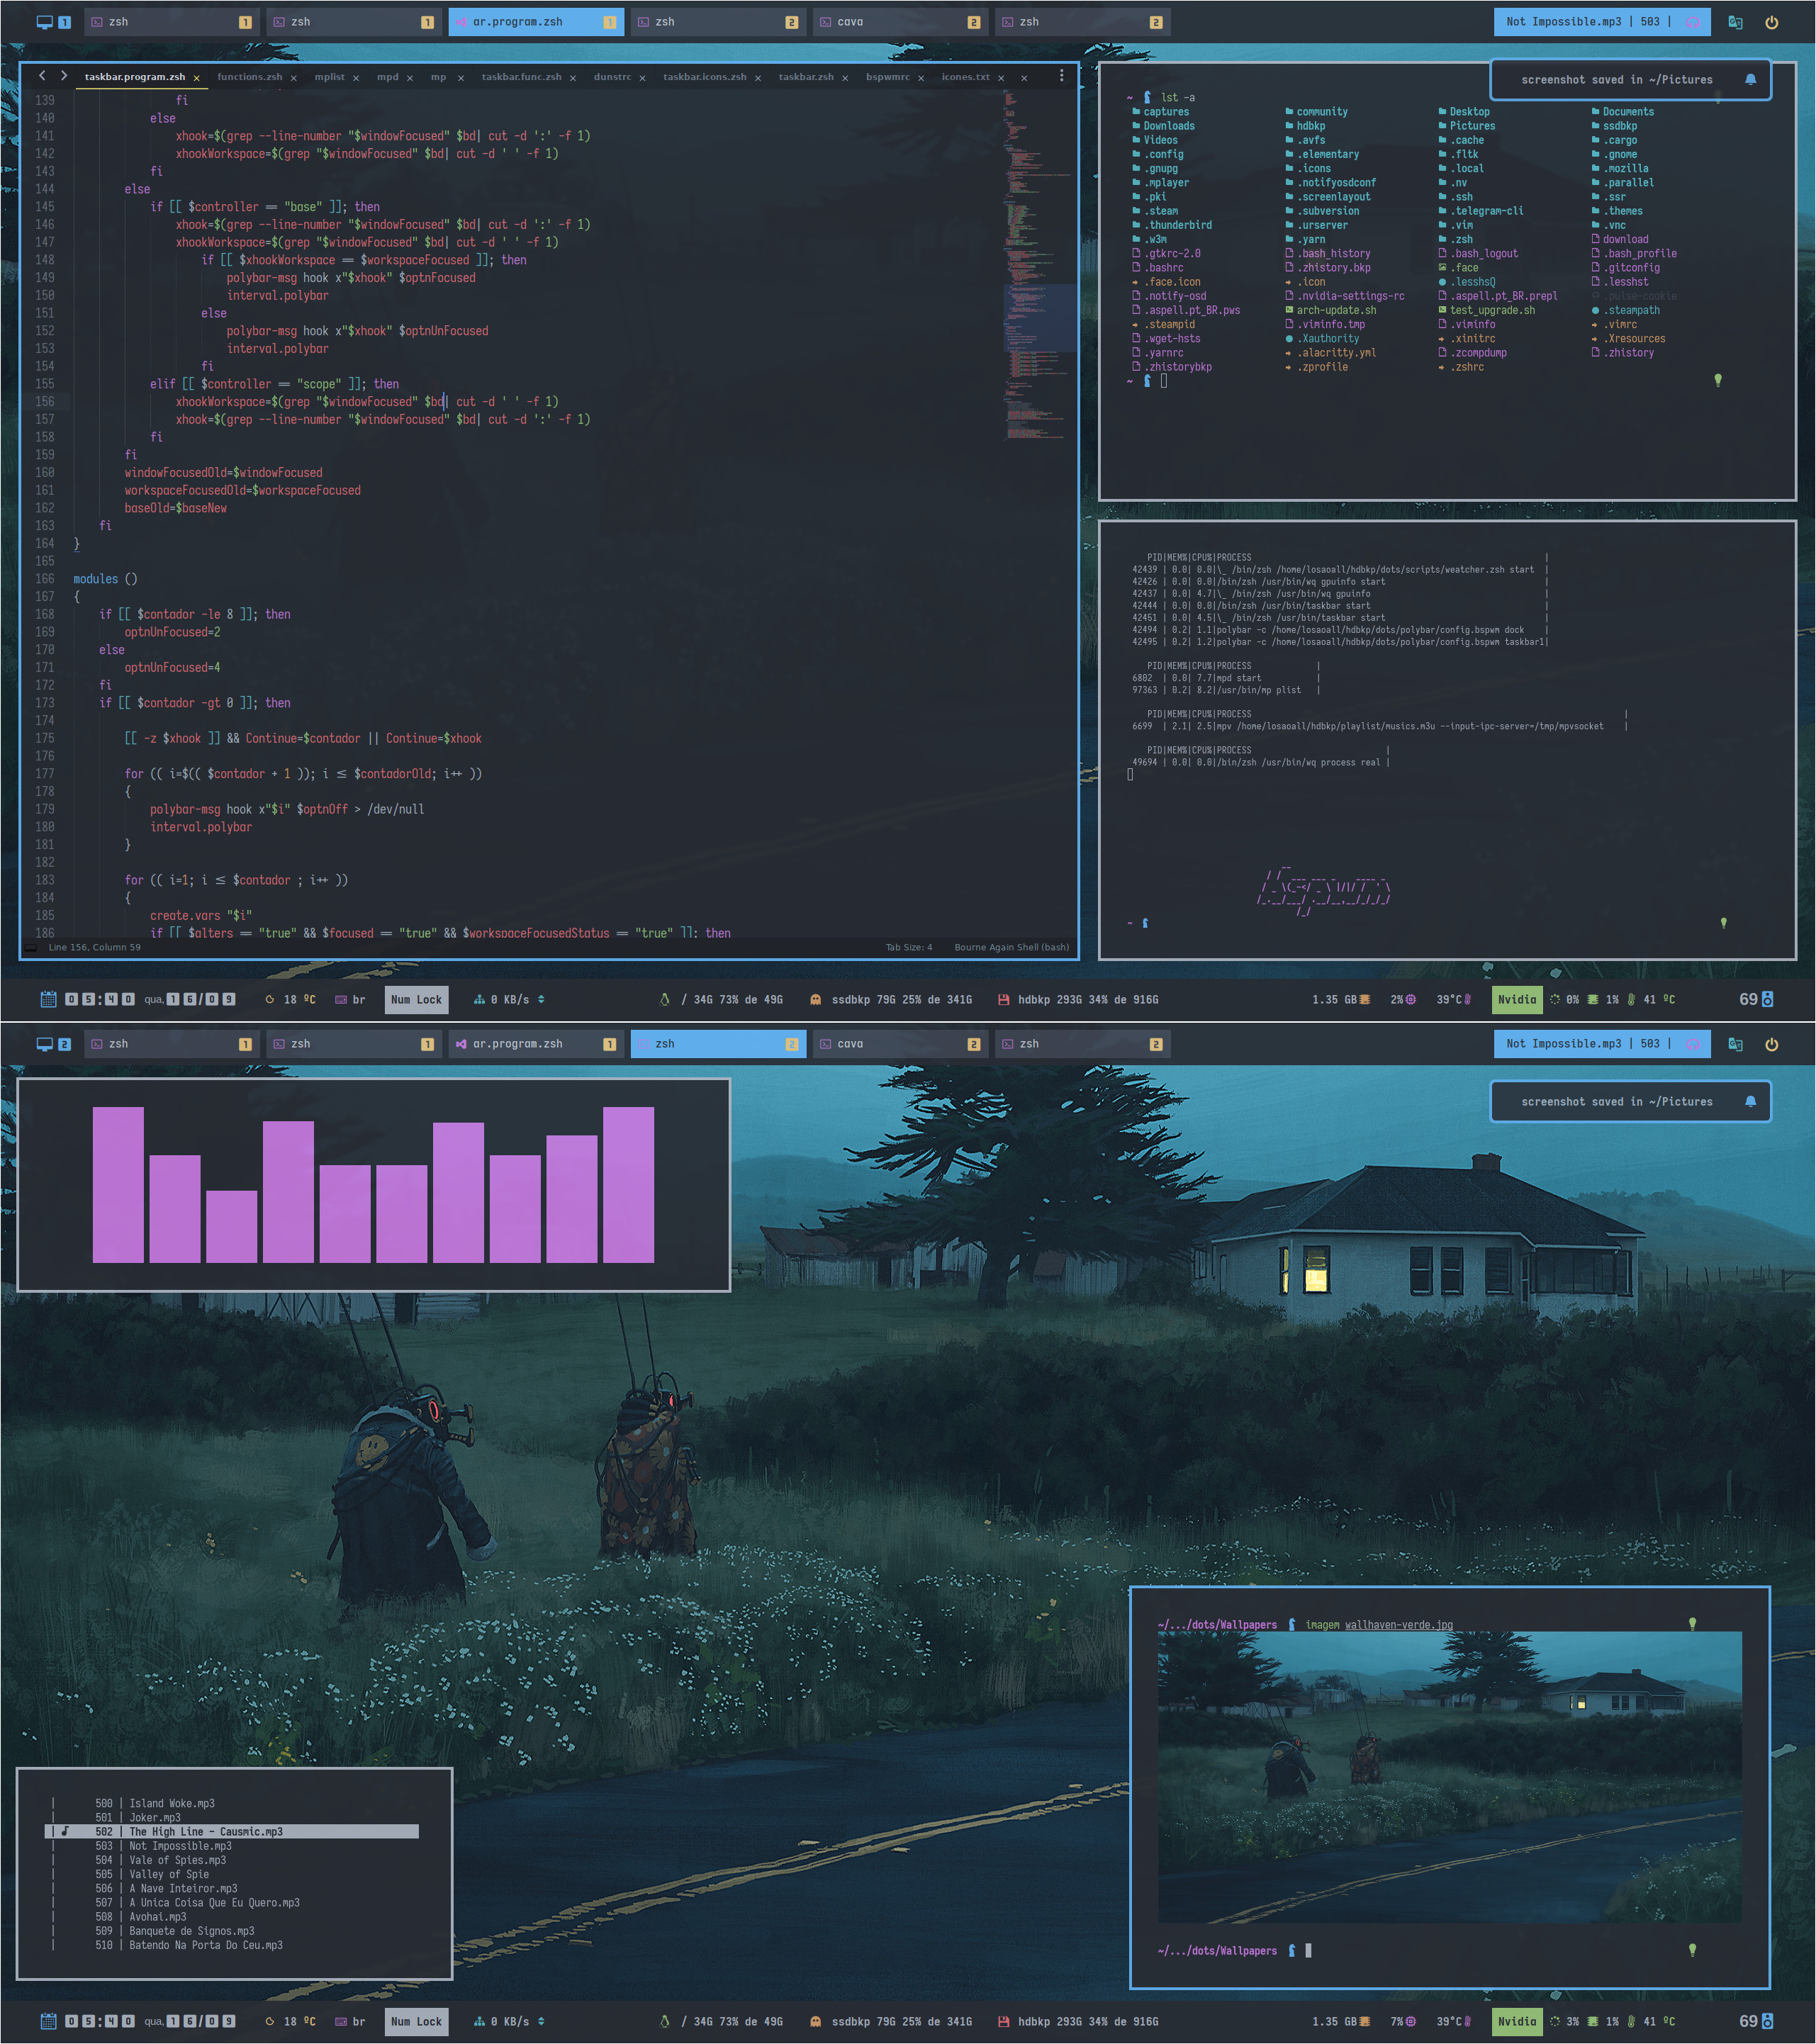 1 zsh 1 zsh 1 ar.program.zsh 1 zsh 2 cava 2 zsh 2 Not Impossible.mp3 | 503 |
taskbar.program.zsh × functions.zsh × mplist × mpd × mp × taskbar.func.zsh × dunstrc × taskbar.icons.zsh × taskbar.zsh × bspwmrc × icones.txt × ×
139 fi
140 else
141 xhook=$(grep --line-number "$windowFocused" $bd| cut -d ':' -f 1)
142 xhookWorkspace=$(grep "$windowFocused" $bd| cut -d ' ' -f 1)
143 fi
144 else
145 if [[ $controller == "base" ]]; then
146 xhook=$(grep --line-number "$windowFocused" $bd| cut -d ':' -f 1)
147 xhookWorkspace=$(grep "$windowFocused" $bd| cut -d ' ' -f 1)
148 if [[ $xhookWorkspace == $workspaceFocused ]]; then
149 polybar-msg hook x"$xhook" $optnFocused
150 interval.polybar
151 else
152 polybar-msg hook x"$xhook" $optnUnFocused
153 interval.polybar
154 fi
155 elif [[ $controller == "scope" ]]; then
156 xhookWorkspace=$(grep "$windowFocused" $bd| cut -d ' ' -f 1)
157 xhook=$(grep --line-number "$windowFocused" $bd| cut -d ':' -f 1)
158 fi
159 fi
160 windowFocusedOld=$windowFocused
161 workspaceFocusedOld=$workspaceFocused
162 baseOld=$baseNew
163 fi
164 }
165
166 modules ()
167 {
168 if [[ $contador -le 8 ]]; then
169 optnUnFocused=2
170 else
171 optnUnFocused=4
172 fi
173 if [[ $contador -gt 0 ]]; then
174
175 [[ -z $xhook ]] && Continue=$contador || Continue=$xhook
176
177 for (( i=$(( $contador + 1 )); i ≤ $contadorOld; i++ ))
178 {
179 polybar-msg hook x"$i" $optnOff > /dev/null
180 interval.polybar
181 }
182
183 for (( i=1; i ≤ $contador ; i++ ))
184 {
185 create.vars "$i"
186 if [[ $alters == "true" && $focused == "true" && $workspaceFocusedStatus == "true" ]]; then
Line 156, Column 59 Tab Size: 4 Bourne Again Shell (bash)
screenshot saved in ~/Pictures
~ lst -a
captures community Desktop Documents
Downloads hdbkp Pictures ssdbkp
Videos .avfs .cache .cargo
.config .elementary .fltk .gnome
.gnupg .icons .local .mozilla
.mplayer .notifyosdconf .nv .parallel
.pki .screenlayout .ssh .ssr
.steam .subversion .telegram-cli .themes
.thunderbird .urserver .vim .vnc
.w3m .yarn .zsh download
.gtkrc-2.0 .bash_history .bash_logout .bash_profile
.bashrc .zhistory.bkp .face .gitconfig
.face.icon .icon .lesshsQ .lesshst
.notify-osd .nvidia-settings-rc .aspell.pt_BR.prepl .pulse-cookie
.aspell.pt_BR.pws arch-update.sh test_upgrade.sh .steampath
.steampid .viminfo.tmp .viminfo .vimrc
.wget-hsts .Xauthority .xinitrc .Xresources
.yarnrc .alacritty.yml .zcompdump .zhistory
.zhistorybkp .zprofile .zshrc
~
PID|MEM%|CPU%|PROCESS |
42439 | 0.0| 0.0|\_ /bin/zsh /home/losaoall/hdbkp/dots/scripts/weatcher.zsh start |
42426 | 0.0| 0.0|/bin/zsh /usr/bin/wq gpuinfo start |
42437 | 0.0| 4.7|\_ /bin/zsh /usr/bin/wq gpuinfo |
42444 | 0.0| 0.0|/bin/zsh /usr/bin/taskbar start |
42451 | 0.0| 4.5|\_ /bin/zsh /usr/bin/taskbar start |
42494 | 0.2| 1.1|polybar -c /home/losaoall/hdbkp/dots/polybar/config.bspwm dock |
42495 | 0.2| 1.2|polybar -c /home/losaoall/hdbkp/dots/polybar/config.bspwm taskbar1|
PID|MEM%|CPU%|PROCESS |
6802 | 0.0| 7.7|mpd start |
97363 | 0.2| 8.2|/usr/bin/mp plist |
PID|MEM%|CPU%|PROCESS |
6699 | 2.1| 2.5|mpv /home/losaoall/hdbkp/playlist/musics.m3u --input-ipc-server=/tmp/mpvsocket |
PID|MEM%|CPU%|PROCESS |
49694 | 0.0| 0.0|/bin/zsh /usr/bin/wq process real |
bspwm
~
05:40 qua,16/09 18 ºC br Num Lock 0 KB/s / 34G 73% de 49G ssdbkp 79G 25% de 341G hdbkp 293G 34% de 916G 1.35 GB 2% 39°C Nvidia 0% 1% 41 ºC 69
2 zsh 1 zsh 1 ar.program.zsh 1 zsh 2 cava 2 zsh 2 Not Impossible.mp3 | 503 |
screenshot saved in ~/Pictures
~/.../dots/Wallpapers imagem wallhaven-verde.jpg
| 500 | Island Woke.mp3
| 501 | Joker.mp3
| 502 | The High Line - Causmic.mp3
| 503 | Not Impossible.mp3
| 504 | Vale of Spies.mp3
| 505 | Valley of Spie
| 506 | A Nave Inteiror.mp3
| 507 | A Unica Coisa Que Eu Quero.mp3
| 508 | Avohai.mp3
| 509 | Banquete de Signos.mp3
| 510 | Batendo Na Porta Do Ceu.mp3
~/.../dots/Wallpapers
05:40 qua,16/09 18 ºC br Num Lock 0 KB/s / 34G 73% de 49G ssdbkp 79G 25% de 341G hdbkp 293G 34% de 916G 1.35 GB 7% 39°C Nvidia 3% 1% 41 ºC 69